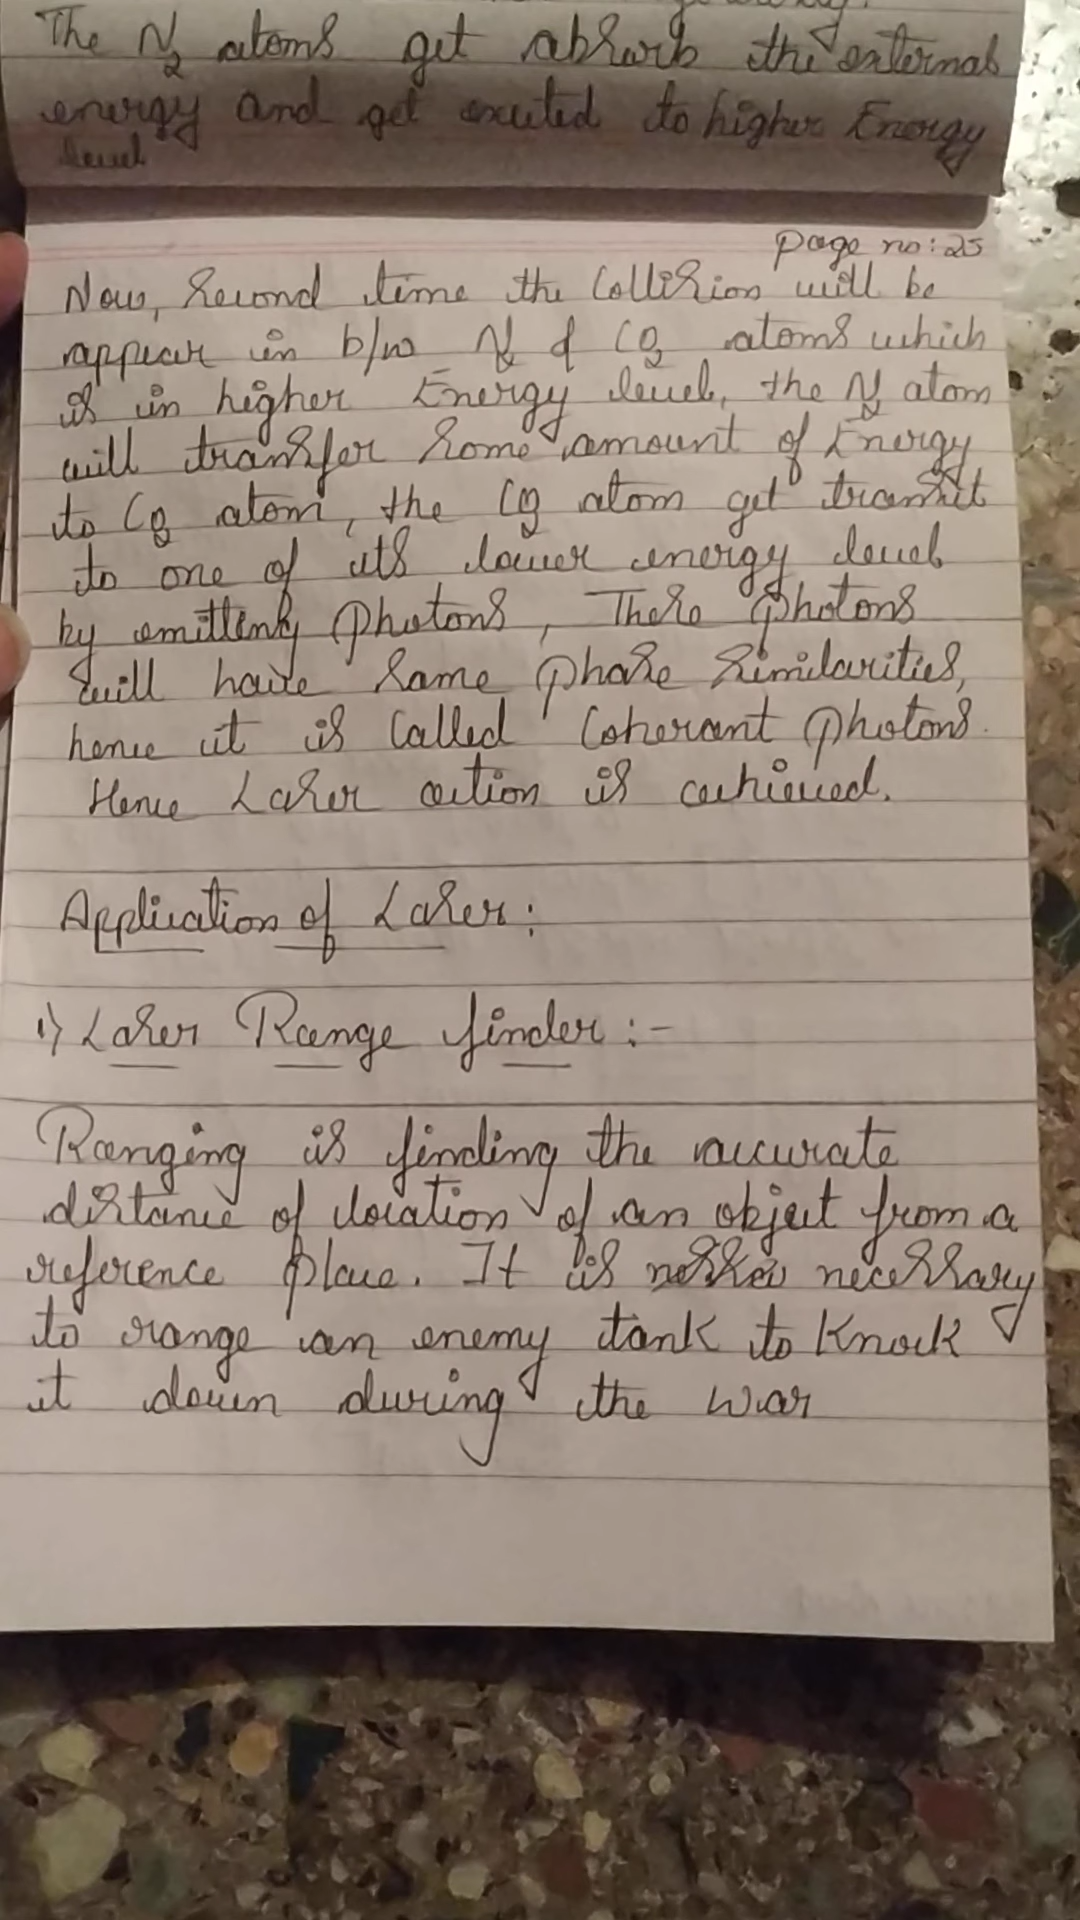 The N2 atoms get abhorb the external
energy and get excited to higher Energy
level
page no: 25
Now, Second time the Collision will be
appear in b/w N2 & CO2 atoms which
is in higher Energy level, the N2 atom
will transfer Some amount of Energy
to CO2 atom, the CO2 atom get transit
to one of its lower energy level
by emitting photons, These photons
will have Same phase Similarities,
hence it is Called Coherant photons.
Hence Laser action is achieved.
Application of Laser:
1) Laser Range finder:-
Ranging is finding the accurate
distance of location of an object from a
reference place. It is necessary
to range an enemy tank to Knock
it down during the war